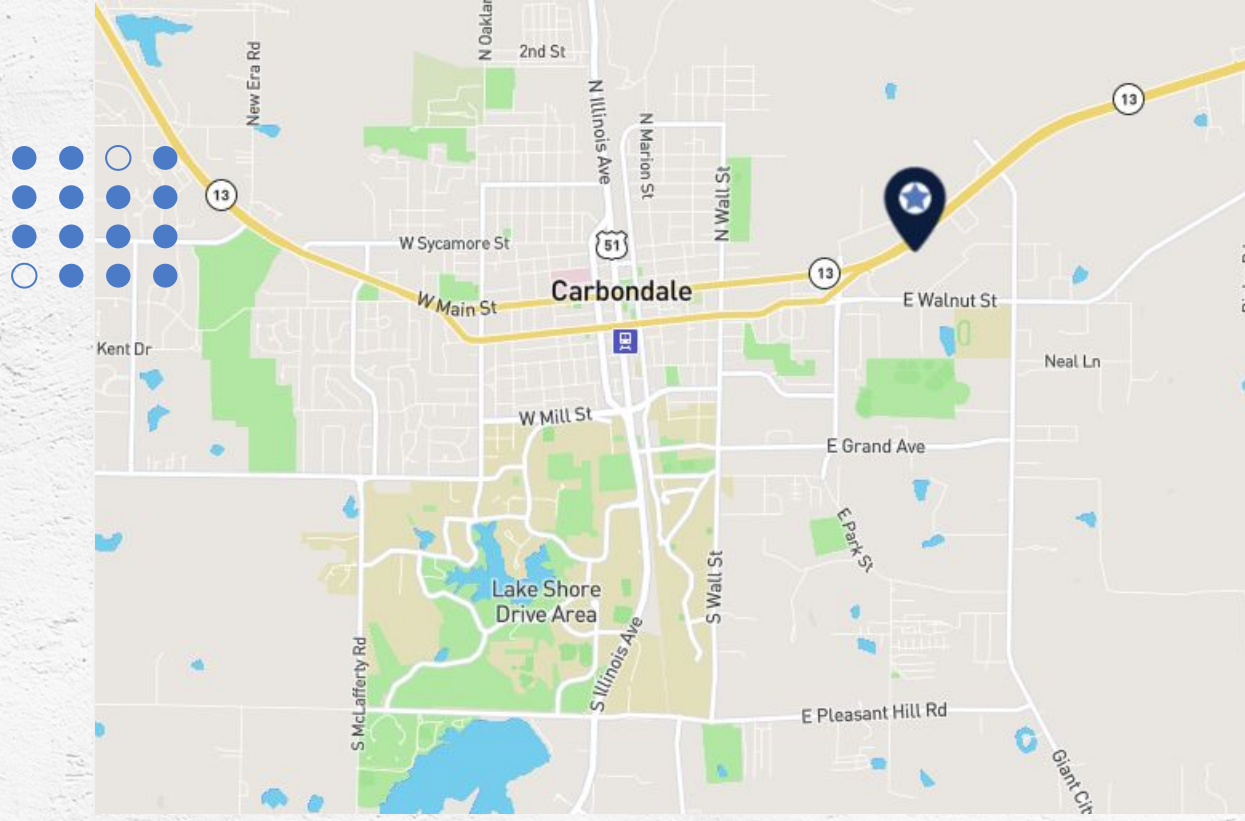 N Oaklan
2nd St
New Era Rd
N Illinois Ave
13
N Marion St
N Wall St
13
W Sycamore St
51
13
Carbondale
W Main St
E Walnut St
Kent Dr
Neal Ln
W Mill St
E Grand Ave
E Park St
Lake Shore
Drive Area
S Wall St
S McLafferty Rd
S Illinois Ave
E Pleasant Hill Rd
Giant City